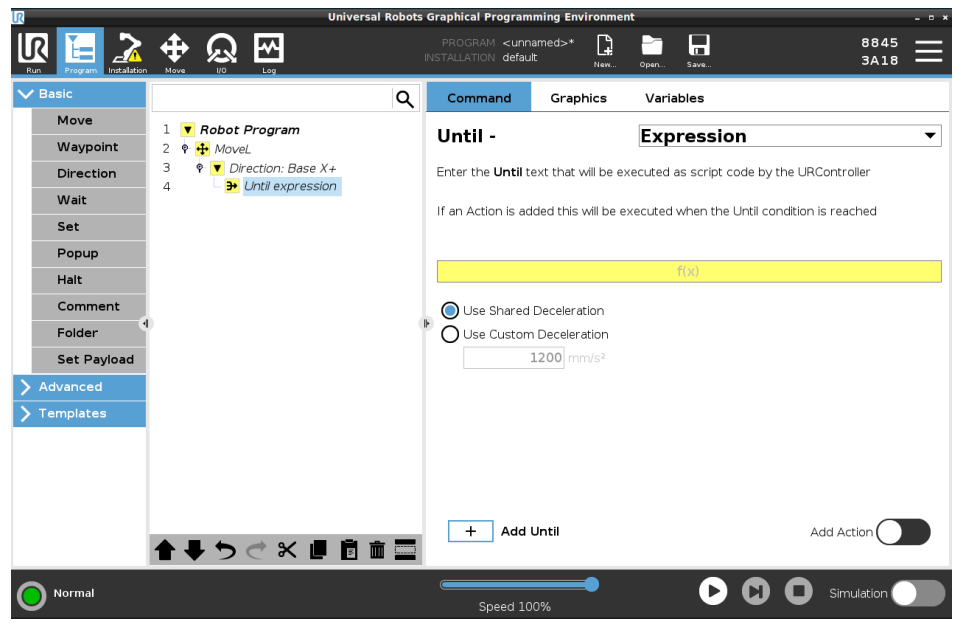 UR
Universal Robots Graphical Programming Environment
UR
Run
Program
Installation
Move
I/O
Log
PROGRAM <unnamed>*
INSTALLATION default
New...
Open...
Save...
8845
3A18
Basic
Move
Waypoint
Direction
Wait
Set
Popup
Halt
Comment
Folder
Set Payload
Advanced
Templates
1 Robot Program
2 MoveL
3 Direction: Base X+
4 Until expression
Command Graphics Variables
Until - Expression
Enter the Until text that will be executed as script code by the URController
If an Action is added this will be executed when the Until condition is reached
f(x)
Use Shared Deceleration
Use Custom Deceleration
1200 mm/s²
+ Add Until
Add Action
Normal
Speed 100%
Simulation